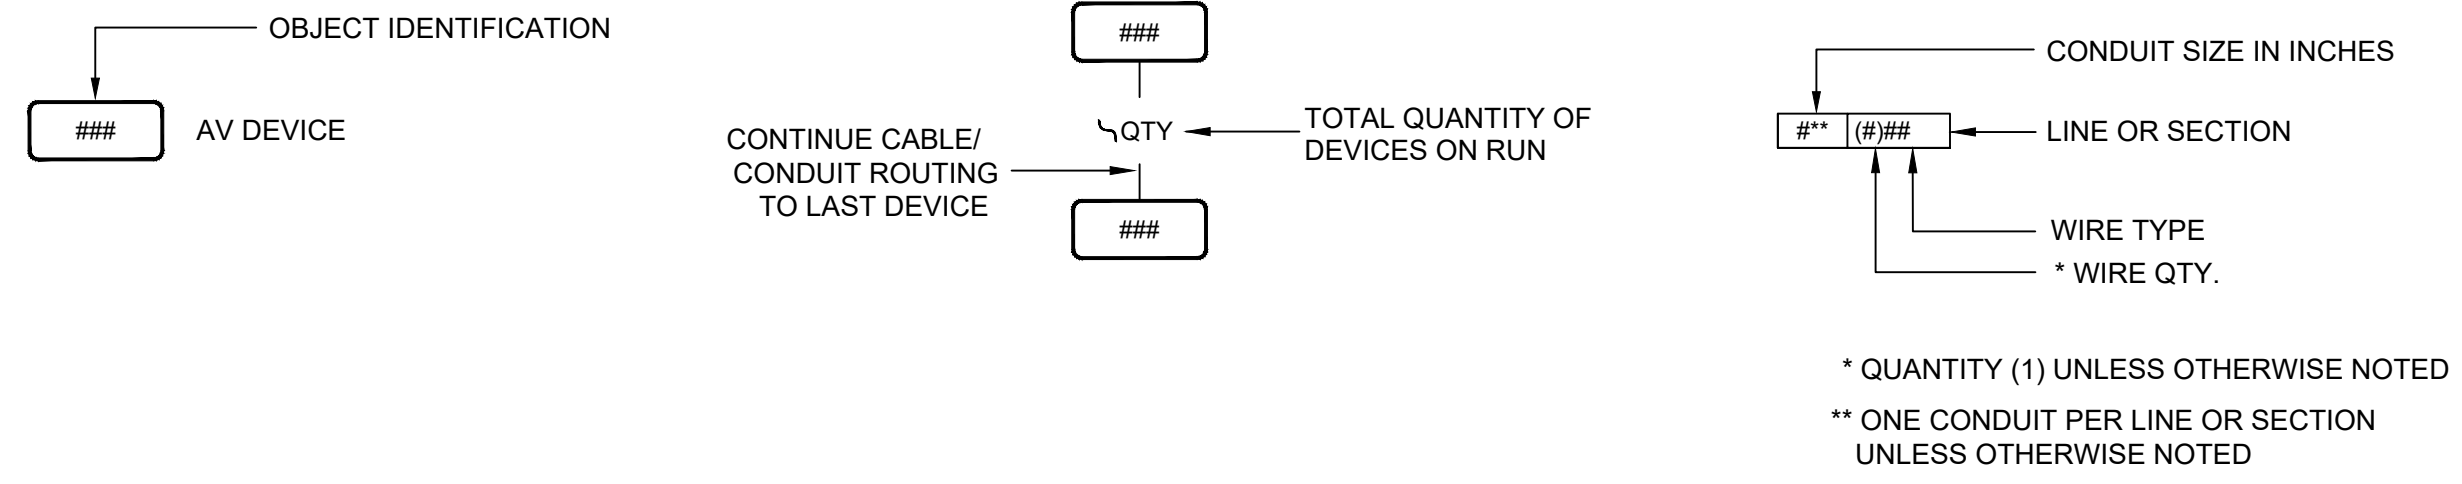 OBJECT IDENTIFICATION
###
AV DEVICE
###
QTY
TOTAL QUANTITY OF
DEVICES ON RUN
CONTINUE CABLE/
CONDUIT ROUTING
TO LAST DEVICE
###
CONDUIT SIZE IN INCHES
#** (#)##
LINE OR SECTION
WIRE TYPE
* WIRE QTY.
* QUANTITY (1) UNLESS OTHERWISE NOTED
** ONE CONDUIT PER LINE OR SECTION
UNLESS OTHERWISE NOTED